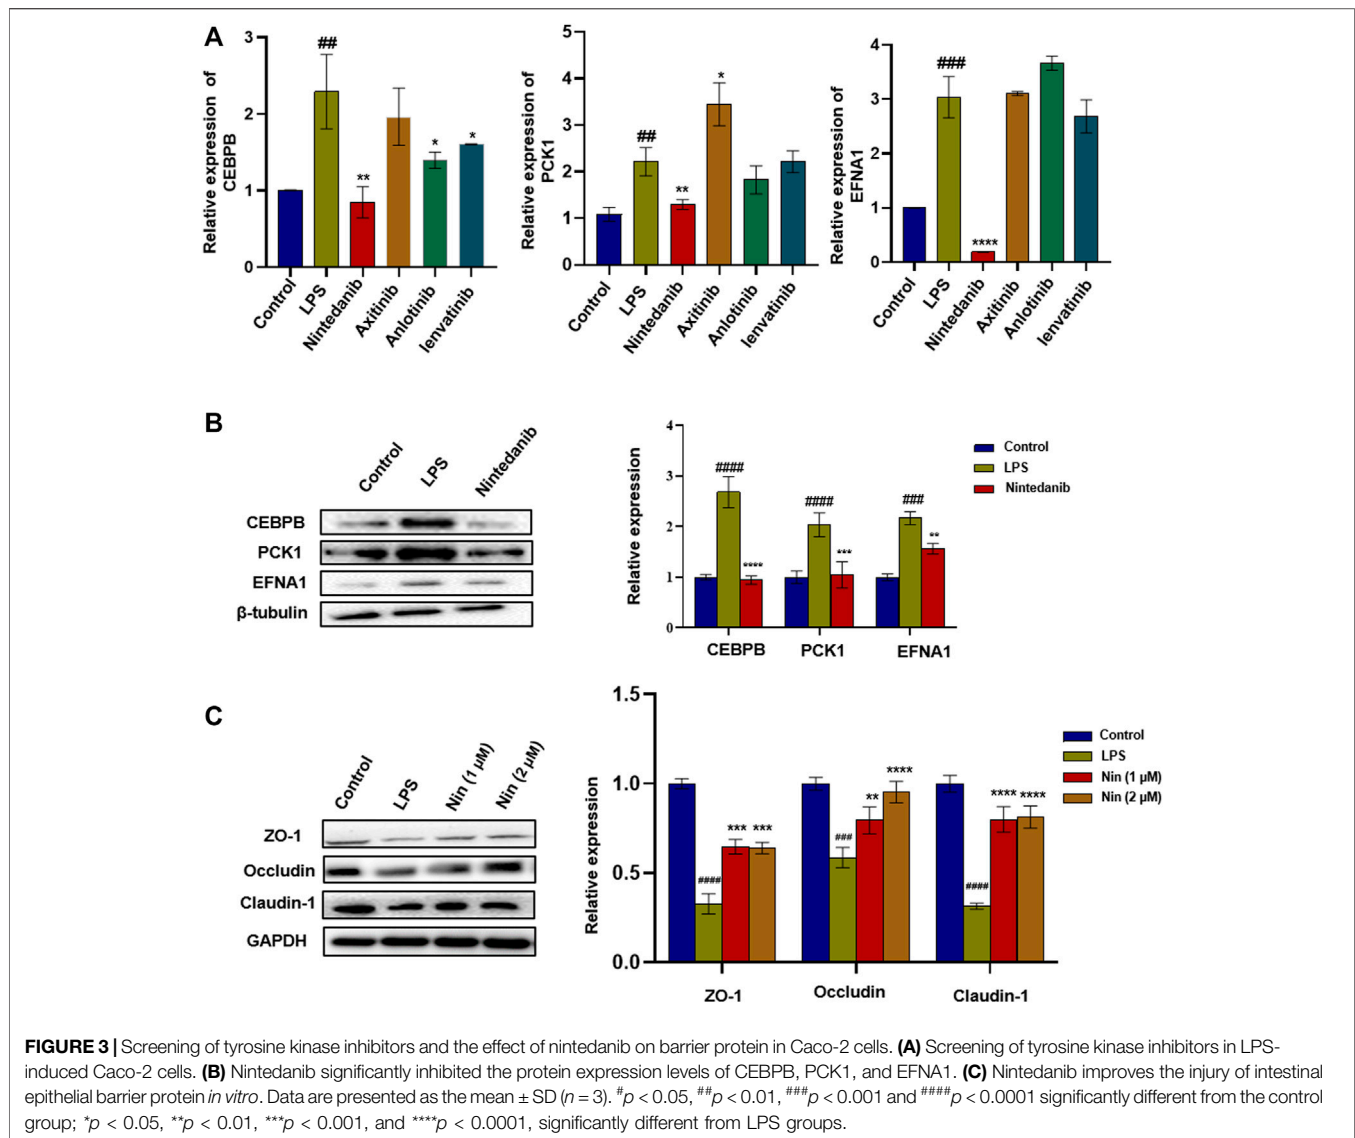 A
Relative expression of
CEBPB
3
2
1
0
##
**
*
*
Control
LPS
Nintedanib
Axitinib
Anlotinib
lenvatinib
Relative expression of
PCK1
5
4
3
2
1
0
##
**
*
Control
LPS
Nintedanib
Axitinib
Anlotinib
lenvatinib
Relative expression of
EFNA1
4
3
2
1
0
###
****
Control
LPS
Nintedanib
Axitinib
Anlotinib
lenvatinib
B
Control
LPS
Nintedanib
CEBPB
PCK1
EFNA1
β-tubulin
Relative expression
4
3
2
1
0
####
****
####
***
###
**
CEBPB
PCK1
EFNA1
Control
LPS
Nintedanib
C
Control
LPS
Nin (1 µM)
Nin (2 µM)
ZO-1
Occludin
Claudin-1
GAPDH
Relative expression
1.5
1.0
0.5
0.0
####
***
***
###
**
****
####
****
****
ZO-1
Occludin
Claudin-1
Control
LPS
Nin (1 µM)
Nin (2 µM)
FIGURE 3 | Screening of tyrosine kinase inhibitors and the effect of nintedanib on barrier protein in Caco-2 cells. (A) Screening of tyrosine kinase inhibitors in LPS-
induced Caco-2 cells. (B) Nintedanib significantly inhibited the protein expression levels of CEBPB, PCK1, and EFNA1. (C) Nintedanib improves the injury of intestinal
epithelial barrier protein in vitro. Data are presented as the mean ± SD (n = 3). #p < 0.05, ##p < 0.01, ###p < 0.001 and ####p < 0.0001 significantly different from the control
group; *p < 0.05, **p < 0.01, ***p < 0.001, and ****p < 0.0001, significantly different from LPS groups.